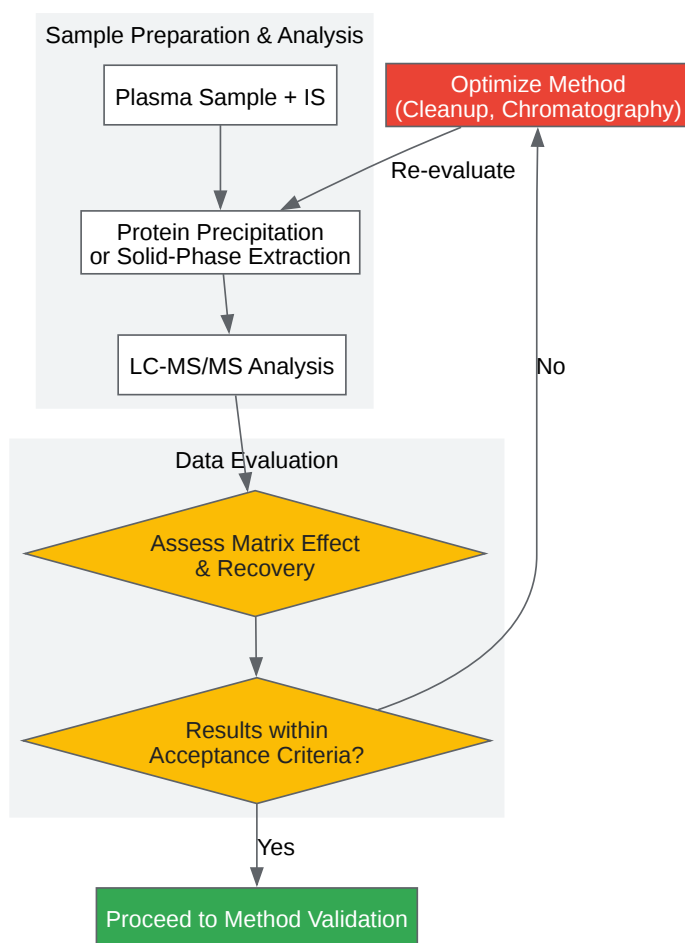 Sample Preparation & Analysis
Plasma Sample + IS
Optimize Method
(Cleanup, Chromatography)
Re-evaluate
Protein Precipitation
or Solid-Phase Extraction
LC-MS/MS Analysis
No
Data Evaluation
Assess Matrix Effect
& Recovery
Results within
Acceptance Criteria?
Yes
Proceed to Method Validation